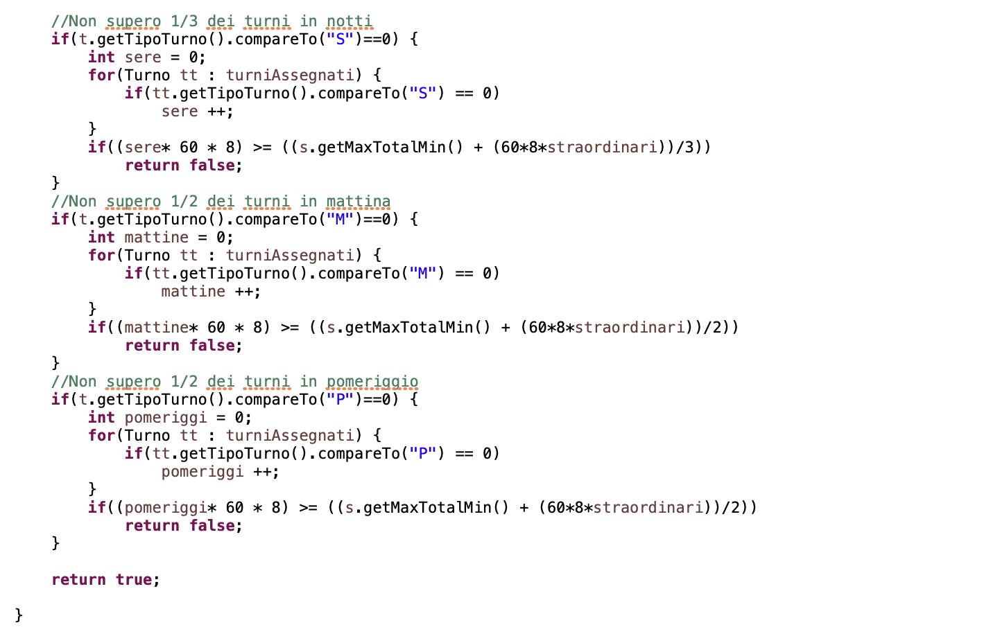 //Non supero 1/3 dei turni in notti
if(t.getTipoTurno().compareTo("S")==0) {
int sere = 0;
for(Turno tt : turniAssegnati) {
if(tt.getTipoTurno().compareTo("S") == 0)
sere ++;
}
if((sere* 60 * 8) >= ((s.getMaxTotalMin() + (60*8*straordinari))/3))
return false;
}
//Non supero 1/2 dei turni in mattina
if(t.getTipoTurno().compareTo("M")==0) {
int mattine = 0;
for(Turno tt : turniAssegnati) {
if(tt.getTipoTurno().compareTo("M") == 0)
mattine ++;
}
if((mattine* 60 * 8) >= ((s.getMaxTotalMin() + (60*8*straordinari))/2))
return false;
}
//Non supero 1/2 dei turni in pomeriggio
if(t.getTipoTurno().compareTo("P")==0) {
int pomeriggi = 0;
for(Turno tt : turniAssegnati) {
if(tt.getTipoTurno().compareTo("P") == 0)
pomeriggi ++;
}
if((pomeriggi* 60 * 8) >= ((s.getMaxTotalMin() + (60*8*straordinari))/2))
return false;
}
return true;
}